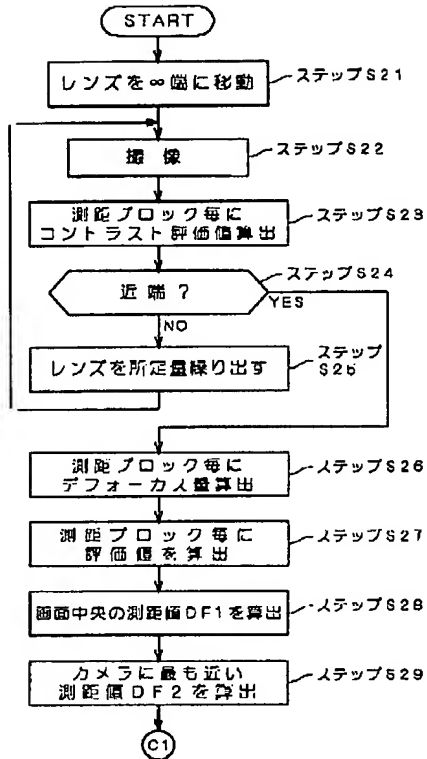 START
レンズを∞端に移動
ステップS21
撮像
ステップS22
測距ブロック毎に
コントラスト評価値算出
ステップS23
近端?
ステップS24
YES
NO
レンズを所定量繰り出す
ステップ
S25
測距ブロック毎に
デフォーカス量算出
ステップS26
測距ブロック毎に
評価値を算出
ステップS27
画面中央の測距値DF1を算出
ステップS28
カメラに最も近い
測距値DF2を算出
ステップS29
C1